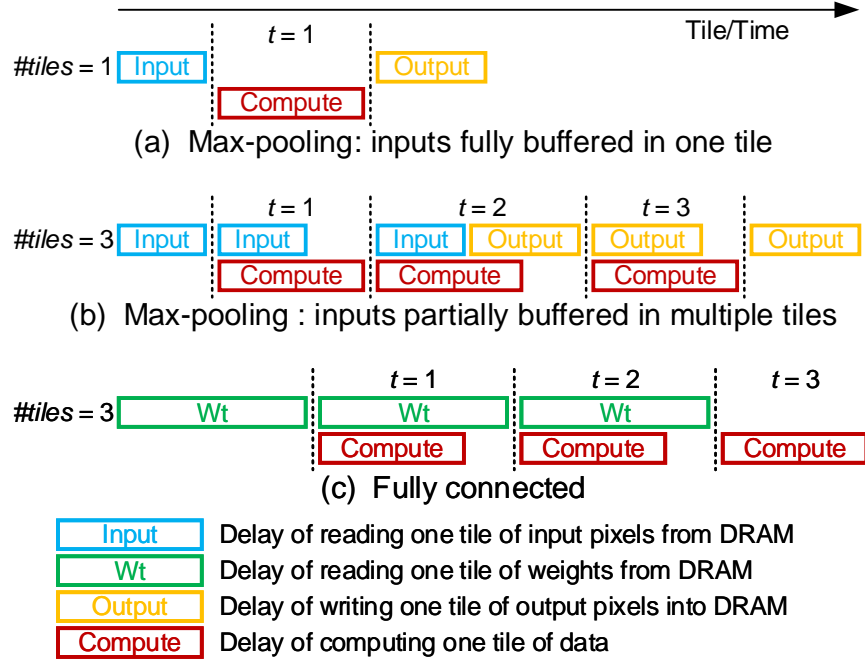 Tile/Time
t = 1
#tiles = 1 Input Output
Compute
(a) Max-pooling: inputs fully buffered in one tile
t = 1 t = 2 t = 3
#tiles = 3 Input Input Input Output Output Output
Compute Compute Compute
(b) Max-pooling : inputs partially buffered in multiple tiles
t = 1 t = 2 t = 3
#tiles = 3 Wt Wt Wt
Compute Compute Compute
(c) Fully connected
Input Delay of reading one tile of input pixels from DRAM
Wt Delay of reading one tile of weights from DRAM
Output Delay of writing one tile of output pixels into DRAM
Compute Delay of computing one tile of data